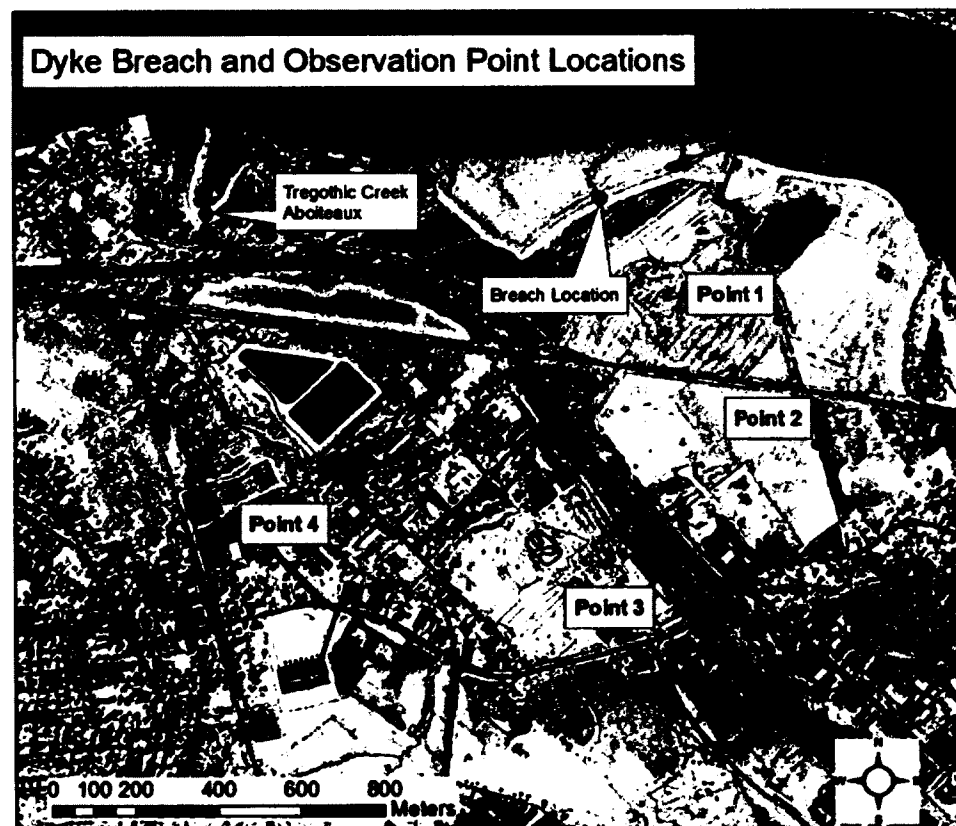 Dyke Breach and Observation Point Locations
Tregothic Creek
Aboiteaux
Breach Location
Point 1
Point 2
Point 4
Point 3
N
0 100 200 400 600 800
Meters